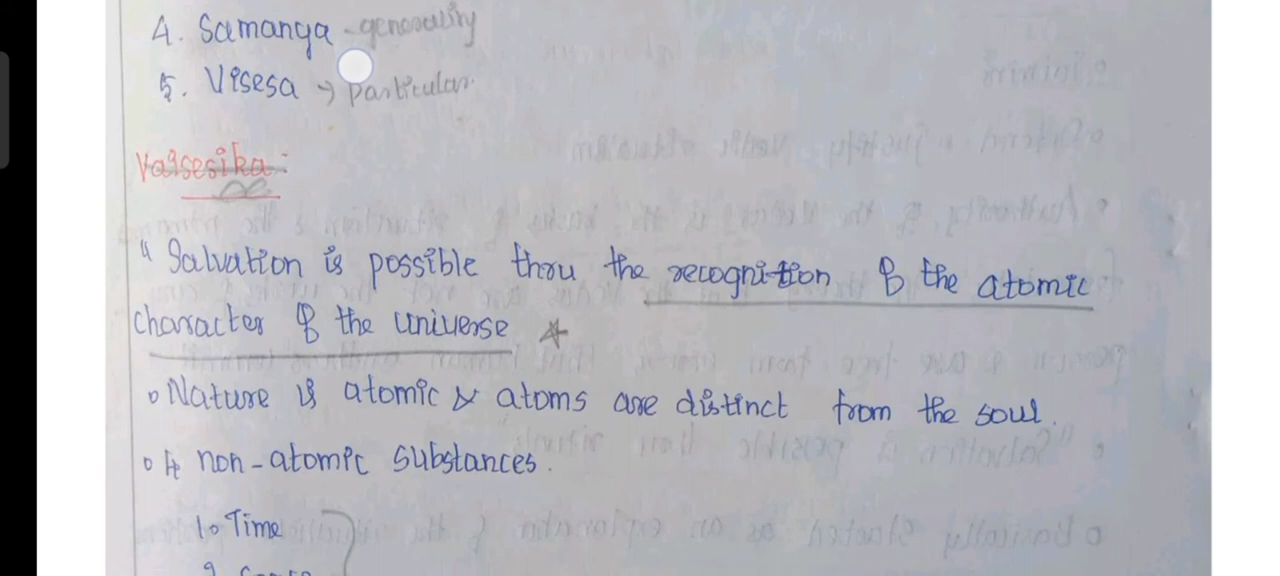 4. Samanya - generality
5. Visesa → particular
Vaisesika:
" Salvation is possible thru the recognition of the atomic
character of the universe ☆
• Nature is atomic & atoms are distinct from the soul.
• 4 non-atomic substances.
1. Time
2.